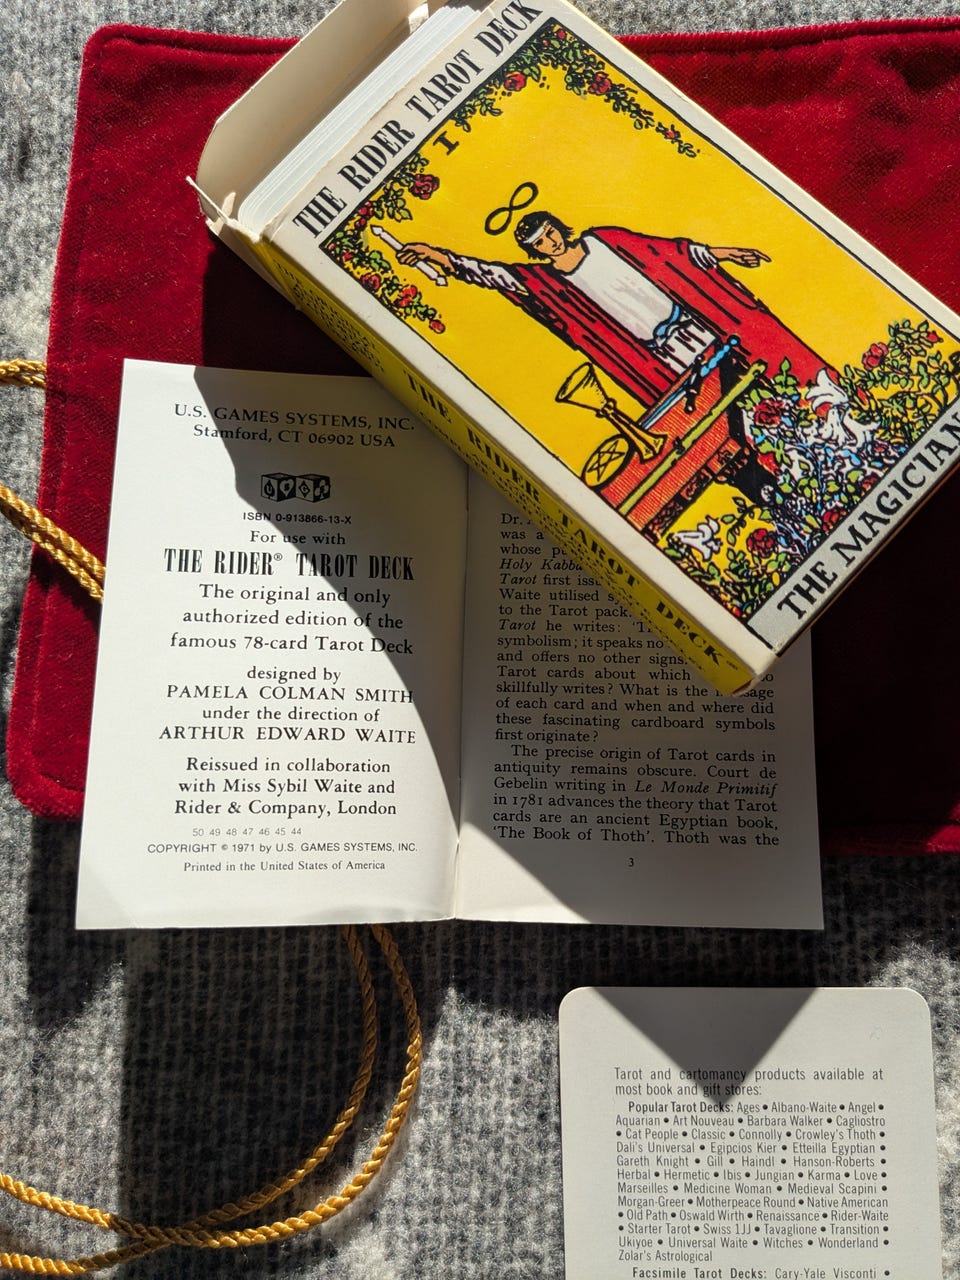 THE RIDER TAROT DECK
I
THE MAGICIAN
THE RIDER TAROT DECK
U.S. GAMES SYSTEMS, INC.
Stamford, CT 06902 USA
ISBN 0-913866-13-X
For use with
THE RIDER® TAROT DECK
The original and only
authorized edition of the
famous 78-card Tarot Deck
designed by
PAMELA COLMAN SMITH
under the direction of
ARTHUR EDWARD WAITE
Reissued in collaboration
with Miss Sybil Waite and
Rider & Company, London
50 49 48 47 46 45 44
COPYRIGHT © 1971 by U.S. GAMES SYSTEMS, INC.
Printed in the United States of America
Dr.
was a
whose
Holy
Tarot first
Waite utilised
to the Tarot pack.
Tarot he writes:
symbolism; it speaks no
and offers no other signs.
Tarot cards about which
skillfully writes? What is the
of each card and when and where did
these fascinating cardboard symbols
first originate?
The precise origin of Tarot cards in
antiquity remains obscure. Court de
Gebelin writing in Le Monde Primitif
in 1781 advances the theory that Tarot
cards are an ancient Egyptian book,
'The Book of Thoth'. Thoth was the
3
Tarot and cartomancy products available at
most book and gift stores:
Popular Tarot Decks: Ages • Albano-Waite • Angel •
Aquarian • Art Nouveau • Barbara Walker • Cagliostro
• Cat People • Classic • Connolly • Crowley's Thoth •
Dali's Universal • Egipcios Kier • Etteilla Egyptian •
Gareth Knight • Gill • Haindl • Hanson-Roberts •
Herbal • Hermetic • Ibis • Jungian • Karma • Love •
Marseilles • Medicine Woman • Medieval Scapini •
Morgan-Greer • Motherpeace Round • Native American
• Old Path • Oswald Wirth • Renaissance • Rider-Waite
• Starter Tarot • Swiss 1JJ • Tavaglione • Transition •
Ukiyoe • Universal Waite • Witches • Wonderland •
Zolar's Astrological
Facsimile Tarot Decks: Cary-Yale Visconti •